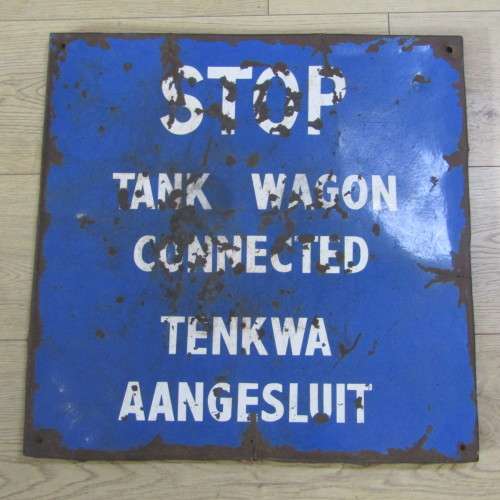 STOP
TANK WAGON
CONNECTED
TENKWA
AANGESLUIT